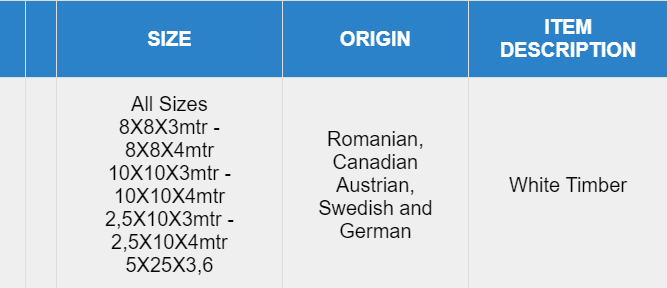 SIZE
ORIGIN
ITEM
DESCRIPTION
All Sizes
8X8X3mtr -
8X8X4mtr
10X10X3mtr -
10X10X4mtr
2,5X10X3mtr -
2,5X10X4mtr
5X25X3,6
Romanian,
Canadian
Austrian,
Swedish and
German
White Timber